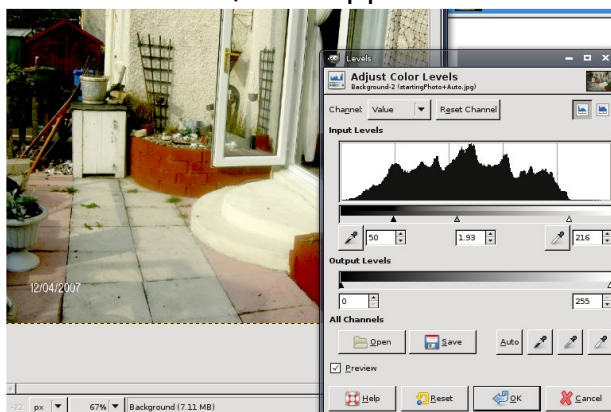 Levels
Adjust Color Levels
Background-2 (startingPhoto+Auto.jpg)
Channel: Value Reset Channel
Input Levels
50 1.93 216
Output Levels
0 255
All Channels
Open Save Auto
Preview
Help Reset OK Cancel
12/04/2007
px 67% Background (7.11 MB)